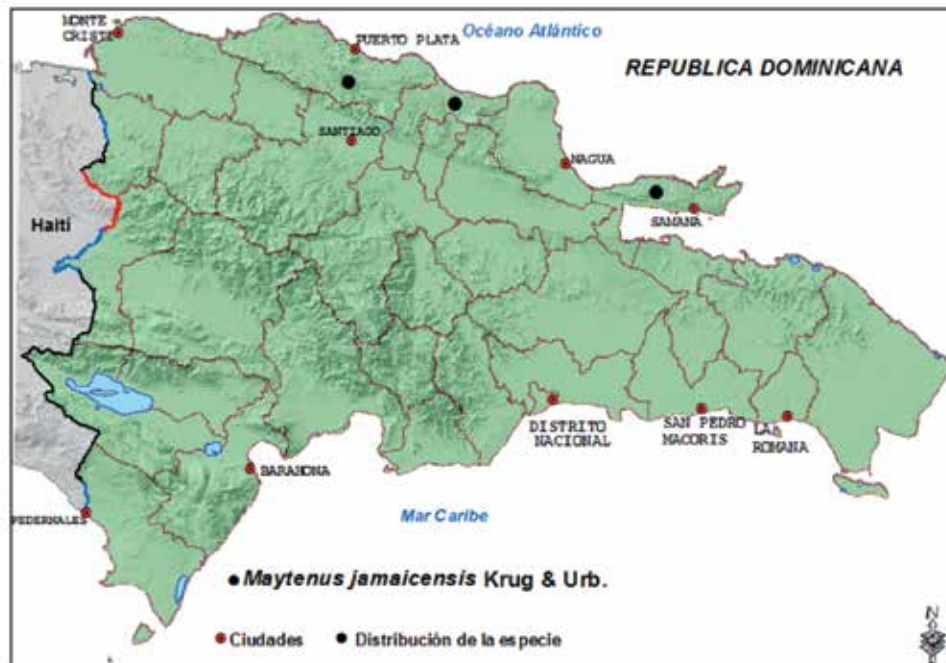 MONTE
CRISTI
PUERTO PLATA
Océano Atlántico
REPUBLICA DOMINICANA
SANTIAGO
NAGUA
SAMANA
Haití
DISTRITO
NACIONAL
SAN PEDRO
MACORIS
LA
ROMANA
BARAHONA
PEDERNALES
Mar Caribe
Maytenus jamaicensis Krug & Urb.
Ciudades
Distribución de la especie